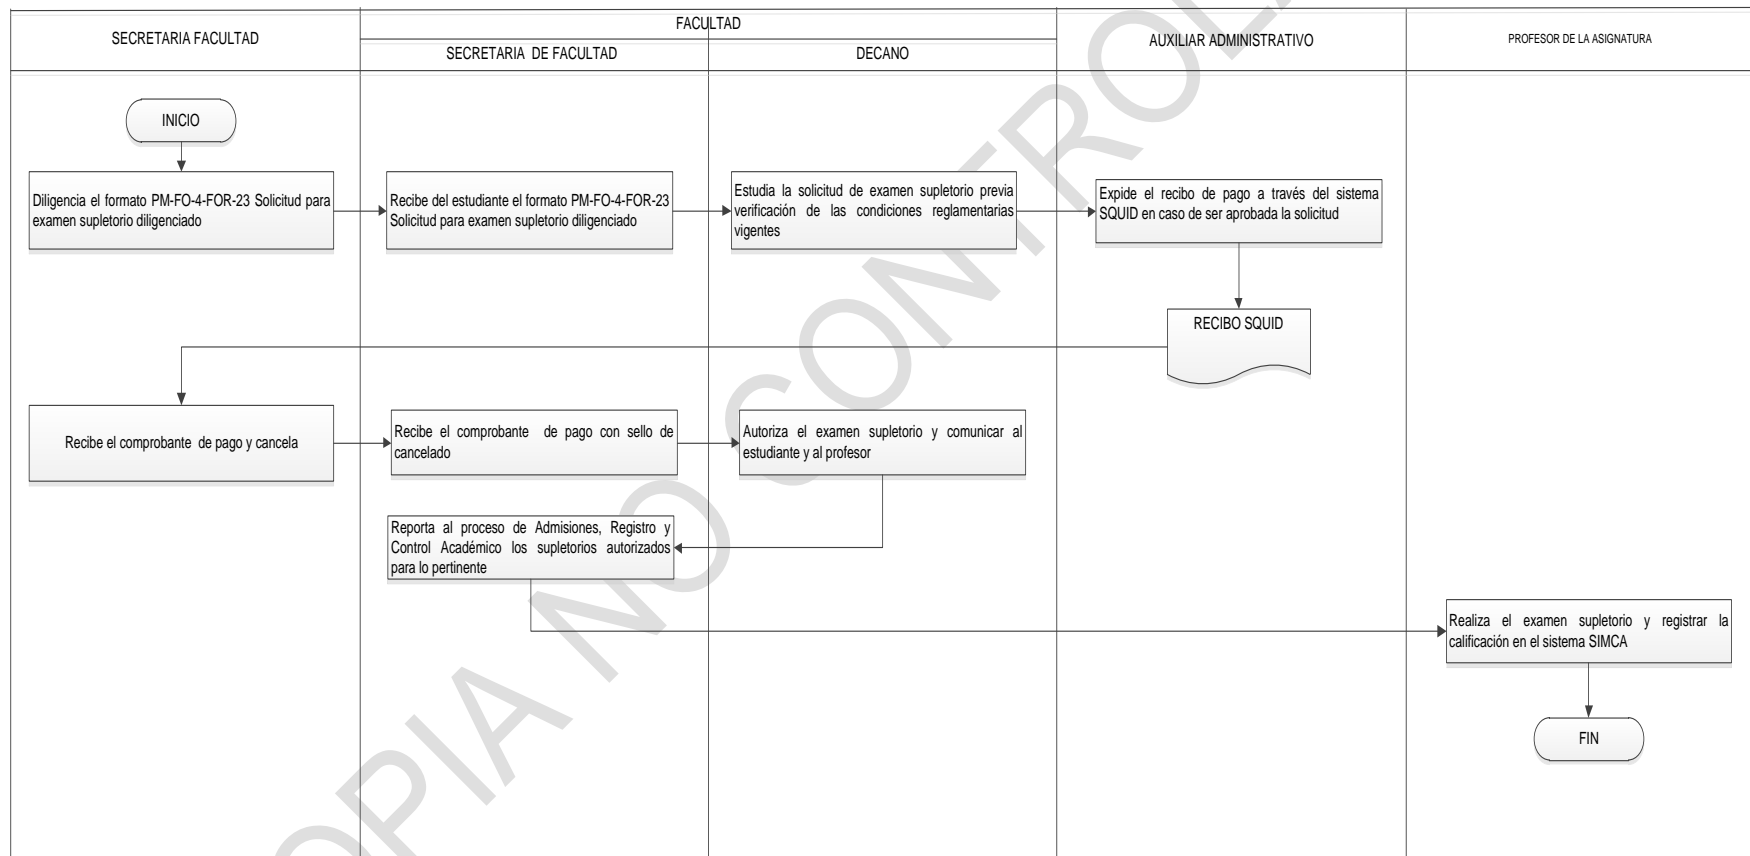 FACULTAD
SECRETARIA FACULTAD
SECRETARIA DE FACULTAD
DECANO
AUXILIAR ADMINISTRATIVO
PROFESOR DE LA ASIGNATURA
INICIO
Diligencia el formato PM-FO-4-FOR-23 Solicitud para
examen supletorio diligenciado
Recibe del estudiante el formato PM-FO-4-FOR-23
Solicitud para examen supletorio diligenciado
Estudia la solicitud de examen supletorio previa
verificación de las condiciones reglamentarias
vigentes
Expide el recibo de pago a través del sistema
SQUID en caso de ser aprobada la solicitud
RECIBO SQUID
Recibe el comprobante de pago y cancela
Recibe el comprobante de pago con sello de
cancelado
Autoriza el examen supletorio y comunicar al
estudiante y al profesor
Reporta al proceso de Admisiones, Registro y
Control Académico los supletorios autorizados
para lo pertinente
Realiza el examen supletorio y registrar la
calificación en el sistema SIMCA
FIN
OPIA NO CONTROL